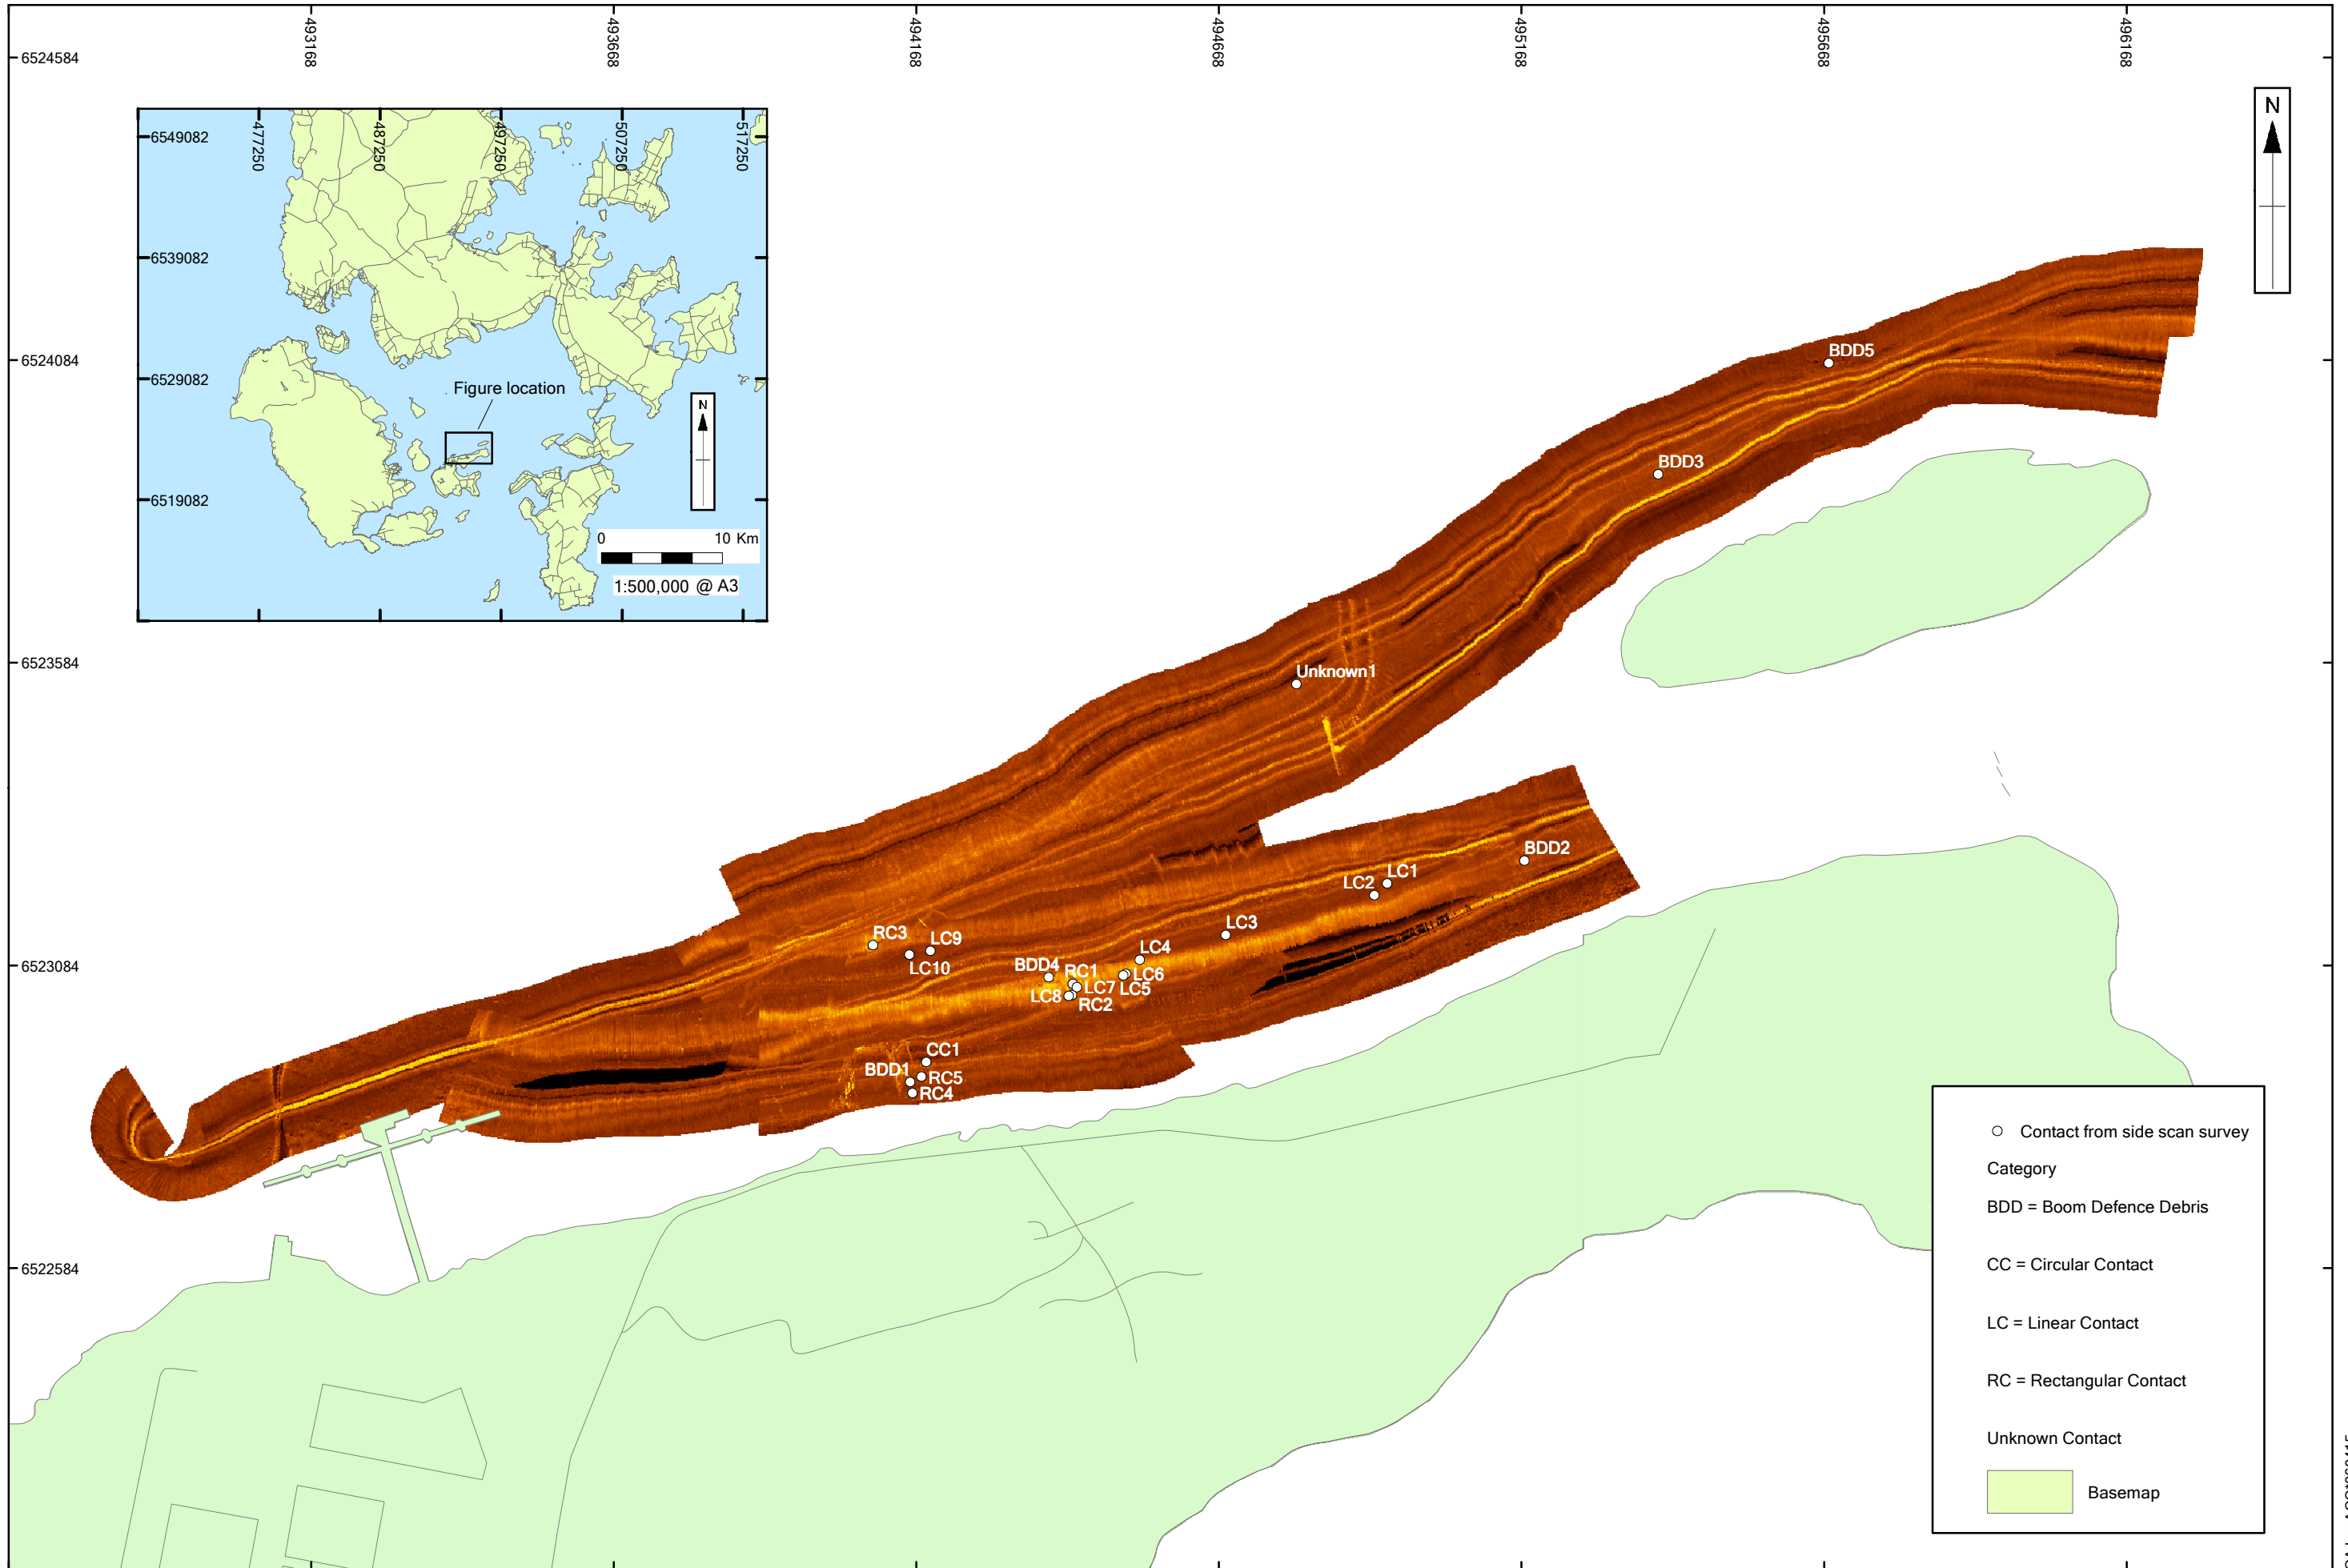 493168 493668 494168 494668 495168 495668 496168
6524584
N
477250 487250 497250 507250 517250
6549082
6539082
6529082
Figure location
N
6519082
0 10 Km
1:500,000 @ A3
6524084
BDD5
BDD3
6523584
Unknown1
BDD2
LC1
LC2
LC3
RC3
LC9
LC10
LC4
6523084
BDD4
RC1
LC6
LC7
LC5
LC8
RC2
CC1
BDD1
RC5
RC4
6522584
Contact from side scan survey
Category
BDD = Boom Defence Debris
CC = Circular Contact
LC = Linear Contact
RC = Rectangular Contact
Unknown Contact
Basemap